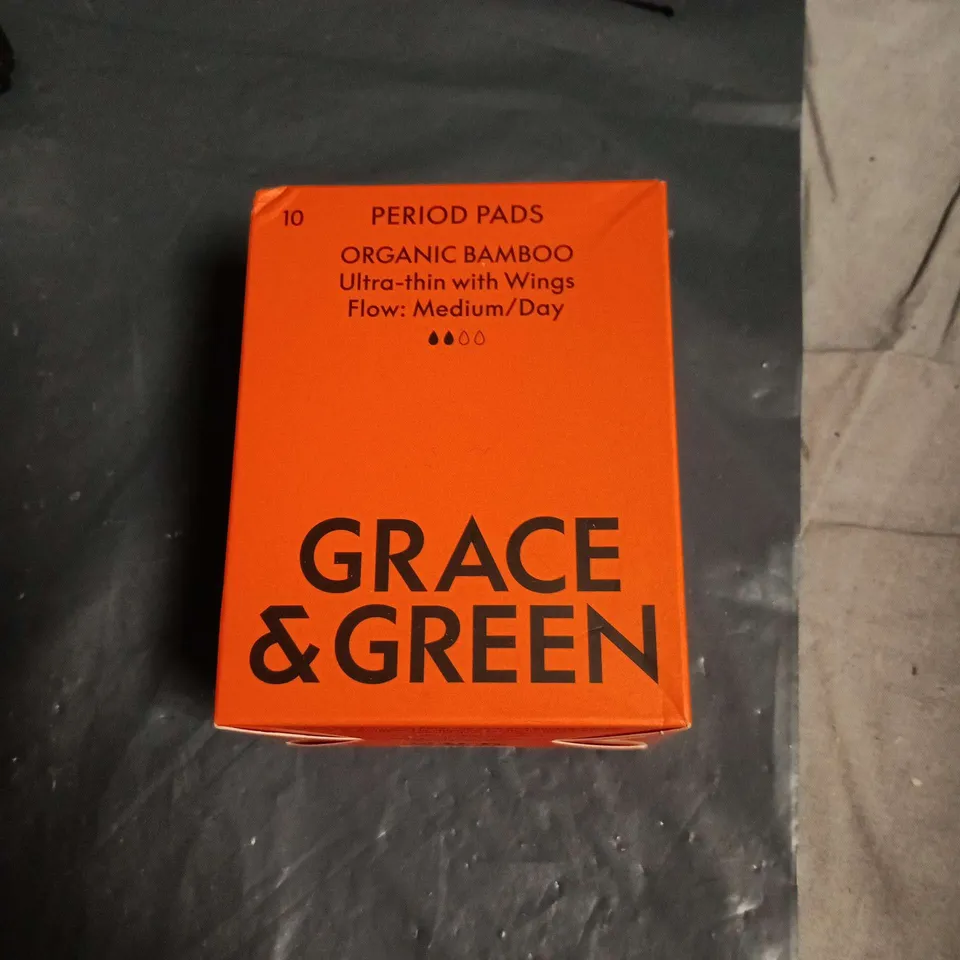 10 PERIOD PADS
ORGANIC BAMBOO
Ultra-thin with Wings
Flow: Medium/Day
GRACE
& GREEN